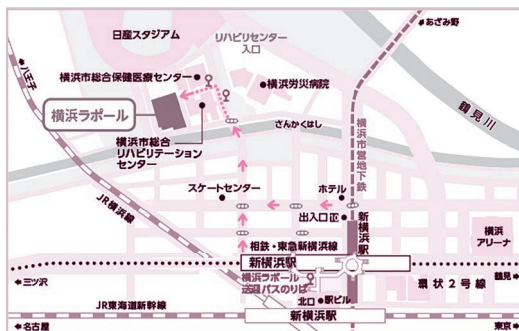 日産スタジアム
リハビリセンター
入口
あざみ野
八王子
横浜市総合保健医療センター
横浜労災病院
鶴見川
横浜ラポール
さんかくはし
横浜市総合
リハビリテーション
センター
横浜市営地下鉄
スケートセンター
ホテル
JR横浜線
出入口
新横浜駅
横浜
アリーナ
相鉄・東急新横浜線
新横浜駅
三ツ沢
横浜ラポール
送迎バスのりば
環状2号線
鶴見
北口
駅ビル
JR東海道新幹線
新横浜駅
名古屋
東京